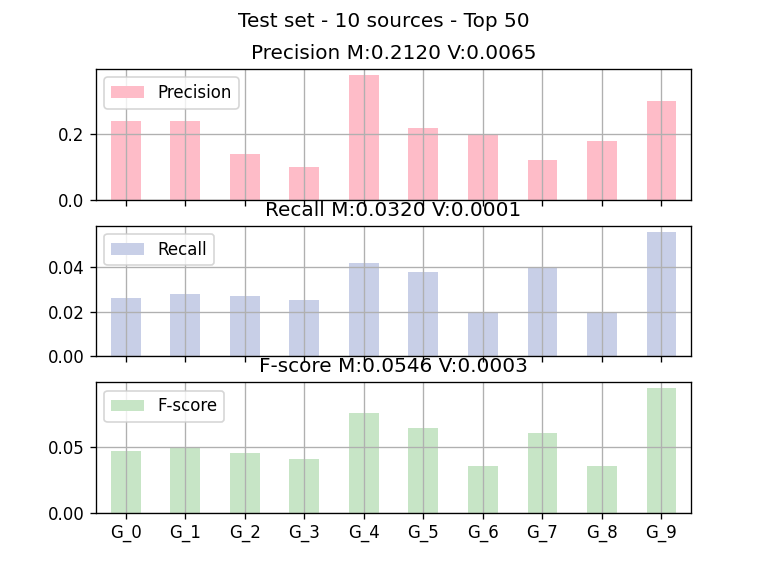 Test set - 10 sources - Top 50
Precision M:0.2120 V:0.0065
Precision
0.2
0.0
Recall M:0.0320 V:0.0001
Recall
0.04
0.02
0.00
F-score M:0.0546 V:0.0003
F-score
0.05
0.00
G_0 G_1 G_2 G_3 G_4 G_5 G_6 G_7 G_8 G_9